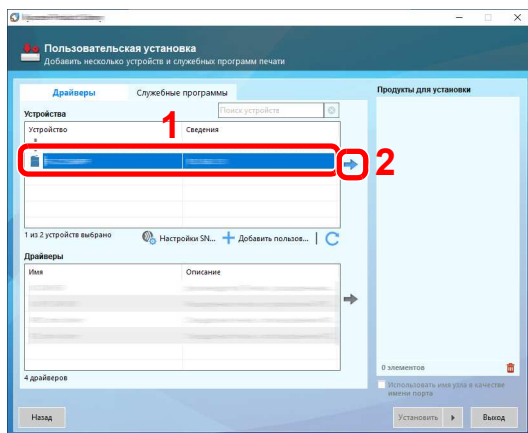 Пользовательская установка
Добавить несколько устройств и служебных программ печати
Драйверы
Служебные программы
Продукты для установки
Устройства
Поиск устройств
1
Устройство
Сведения
2
1 из 2 устройств выбрано
Настройки SN...
Добавить пользов...
Драйверы
Имя
Описание
4 драйверов
0 элементов
Использовать имя узла в качестве
имени порта
Назад
Установить
Выход